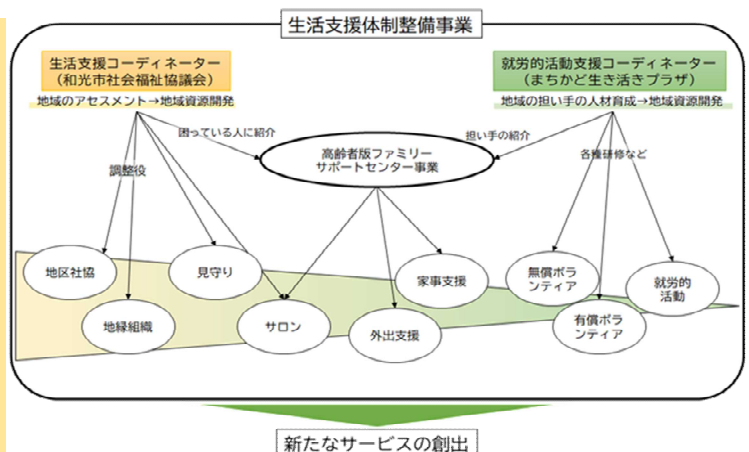 生活支援体制整備事業
生活支援コーディネーター
(和光市社会福祉協議会)
地域のアセスメント→地域資源開発
就労的活動支援コーディネーター
(まちかど生き活きプラザ)
地域の担い手の人材育成→地域資源開発
困っている人に紹介
担い手の紹介
高齢者版ファミリー
サポートセンター事業
調整役
各種研修など
地区社協
見守り
家事支援
無償ボラ
ンティア
就労的
活動
地縁組織
サロン
外出支援
有償ボラ
ンティア
新たなサービスの創出